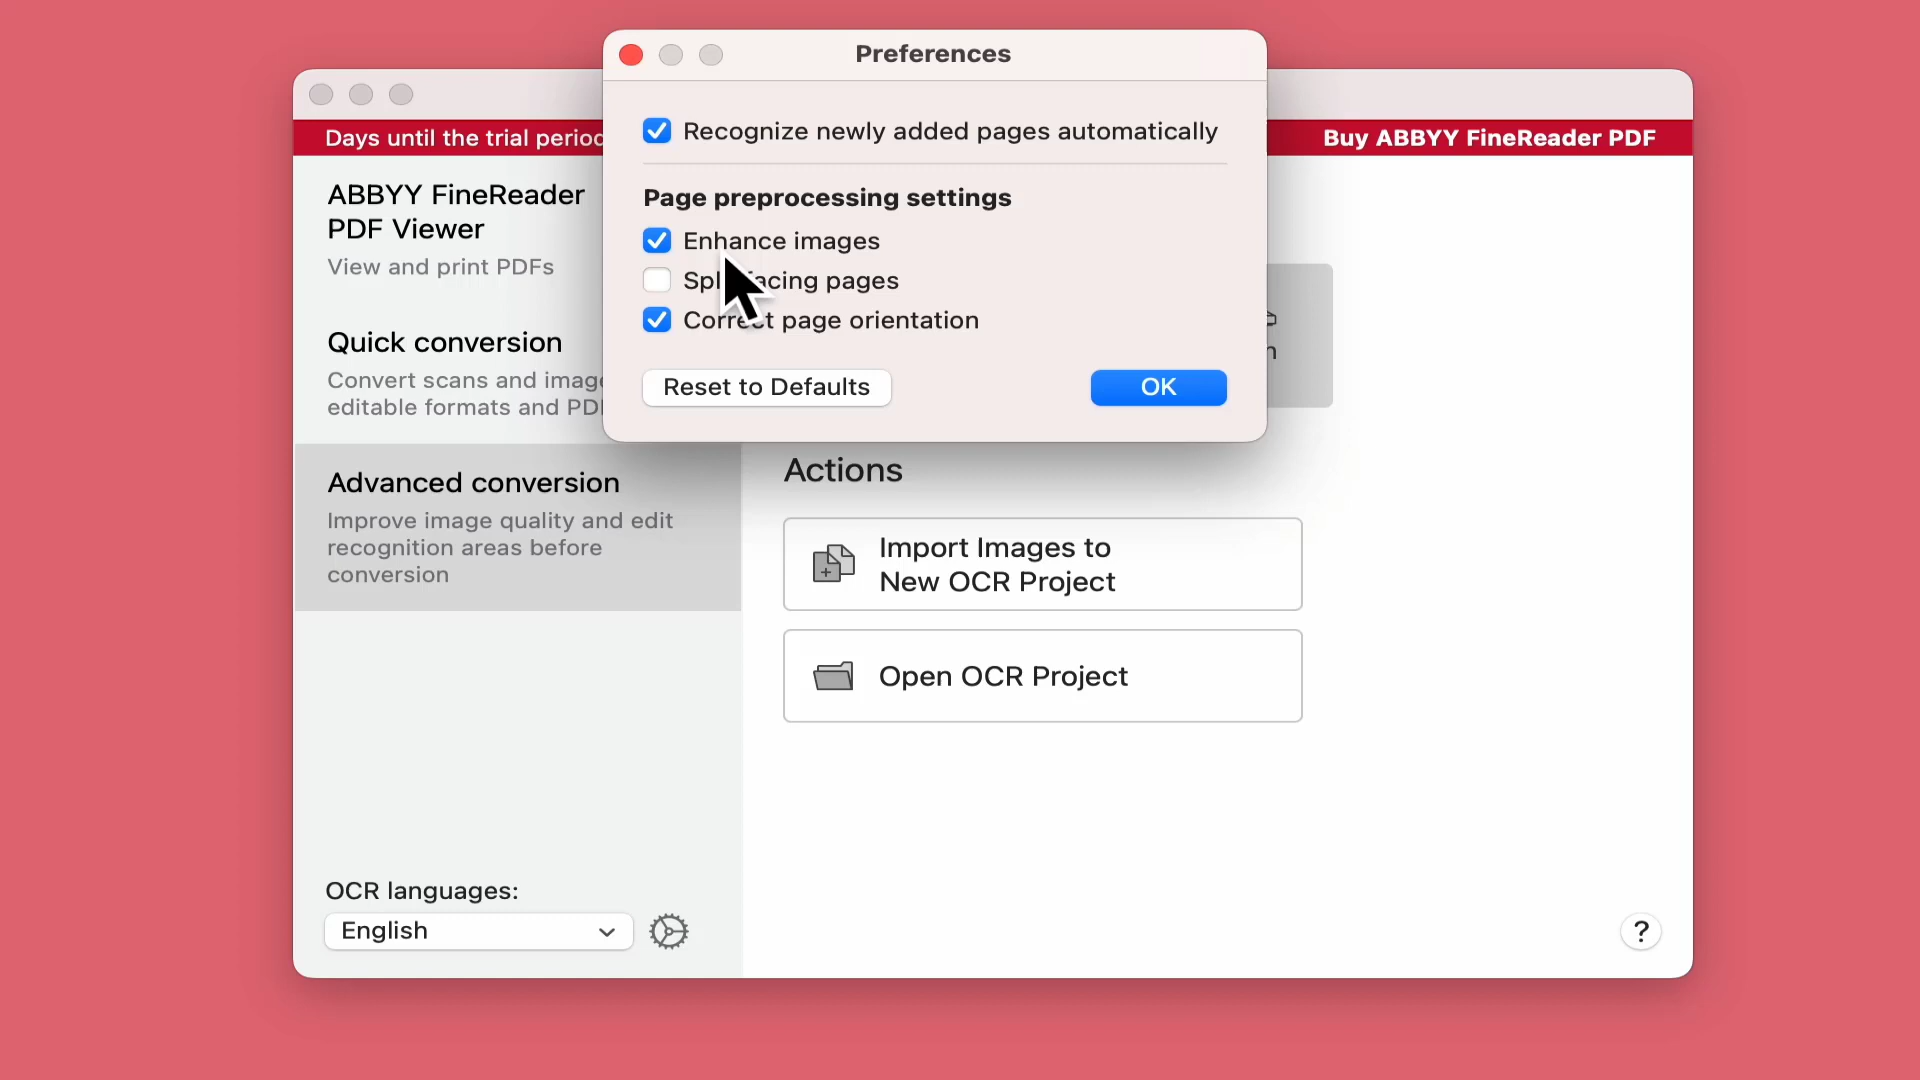 Preferences
Recognize newly added pages automatically
Page preprocessing settings
Enhance images
facing pages
Correct page orientation
Reset to Defaults
OK
Days until the trial
Buy ABBYY FineReader PDF
ABBYY FineReader
PDF Viewer
View and print PDFs
Quick conversion
Convert scans and
editable formats and
Advanced conversion
Improve image quality and edit
recognition areas before
conversion
OCR languages:
English
Actions
Import Images to
New OCR Project
Open OCR Project
?